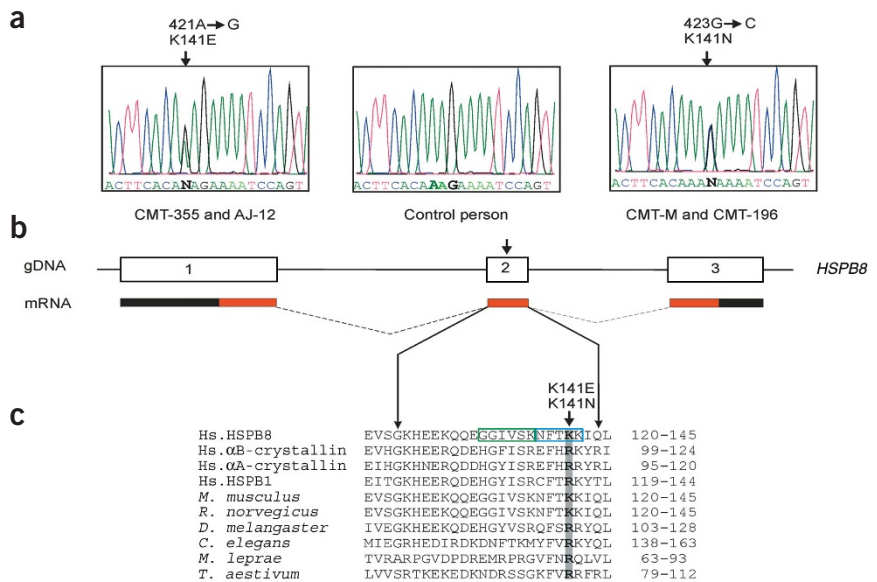 a
421A→G 423G→C
K141E K141N
ACTTCACANAGAAAATCCAGT ACTTCACAAAGAAAATCCAGT ACTTCACAAANAAAATCCAGT
CMT-355 and AJ-12 Control person CMT-M and CMT-196
b
gDNA 1 2 3 HSPB8
mRNA
K141E
K141N
c
Hs.HSPB8 EVSGKHEEKQQEGGIVSKNFTKKIQL 120-145
Hs.αB-crystallin EVHGKHEERQDEHGFISREFHRKYRI 99-124
Hs.αA-crystallin EIHGKHNERQDDHGYISREFHRRYRL 95-120
Hs.HSPB1 EITGKHEERQDEHGYISRCFTRKYTL 119-144
M. musculus EVSGKHEEKQQEGGIVSKNFTKKIQL 120-145
R. norvegicus EVSGKHEEKQQEGGIVSKNFTKKIQL 120-145
D. melangaster IVEGKHEEKQDEHGYVSRQFSRRYQL 103-128
C. elegans MIEGRHEDIRDKDNFTKMYFVRKYQL 138-163
M. leprae TVRARPGVDPDREMRPRGVFNRQLVL 63-93
T. aestivum LVVSRTKEKEDKNDRSSGKFVRRFRL 79-112